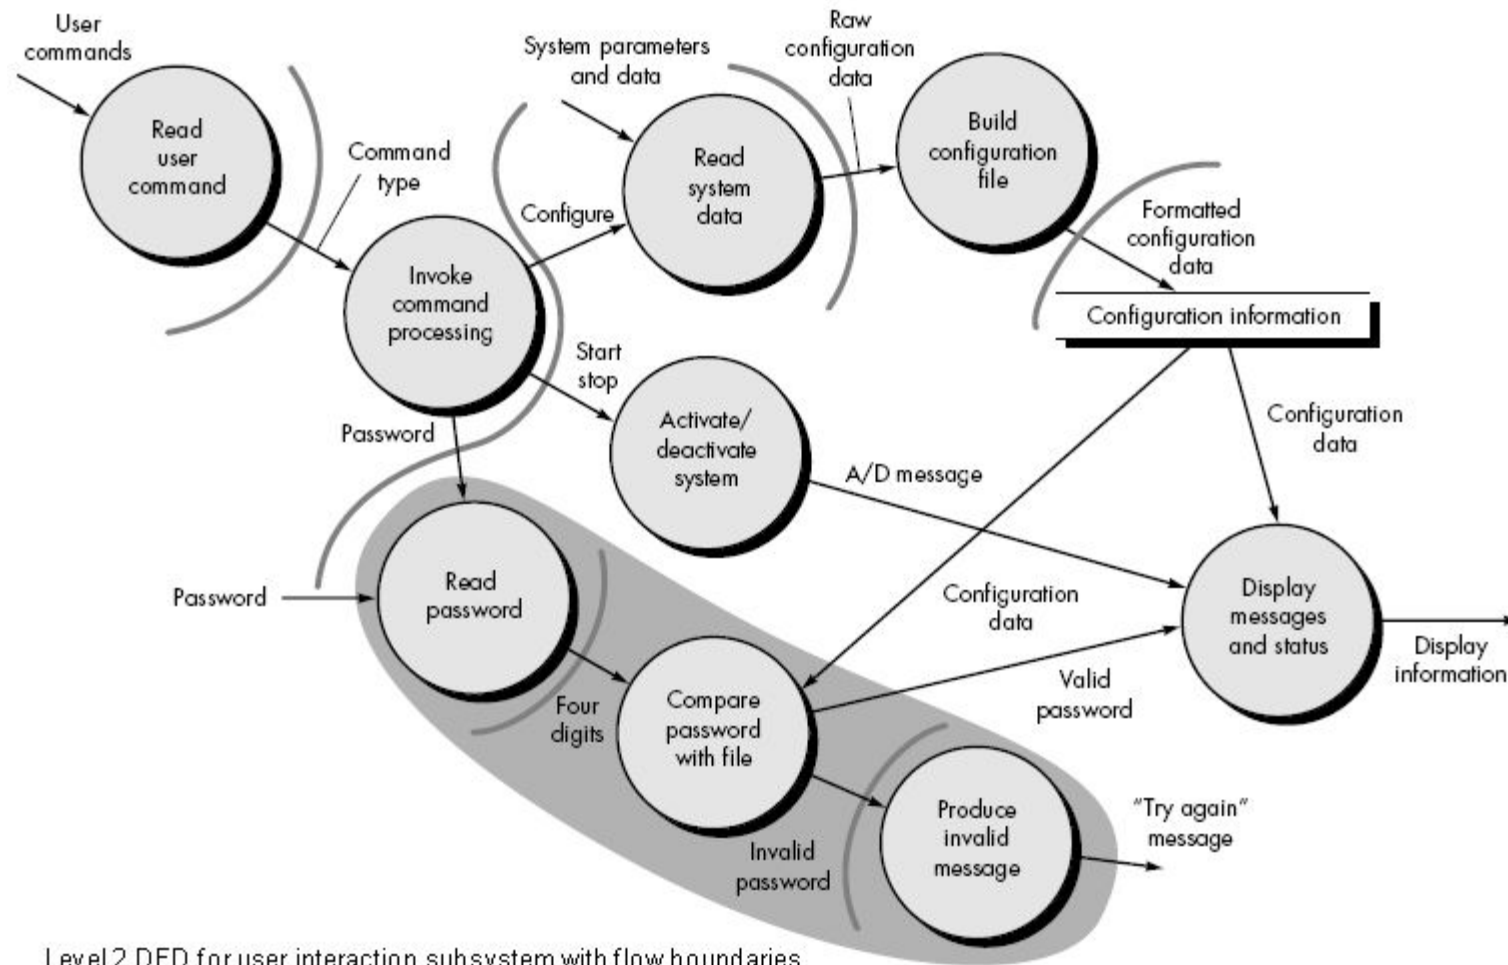 User
commands
Read
user
command
Command
type
Invoke
command
processing
System parameters
and data
Configure
Read
system
data
Raw
configuration
data
Build
configuration
file
Formatted
configuration
data
Configuration information
Start
stop
Activate/
deactivate
system
A/D message
Configuration
data
Password
Password
Read
password
Four
digits
Compare
password
with file
Configuration
data
Valid
password
Display
messages
and status
Display
information
Invalid
password
Produce
invalid
message
"Try again"
message
Level 2 DFD for user interaction subsystem with flow boundaries